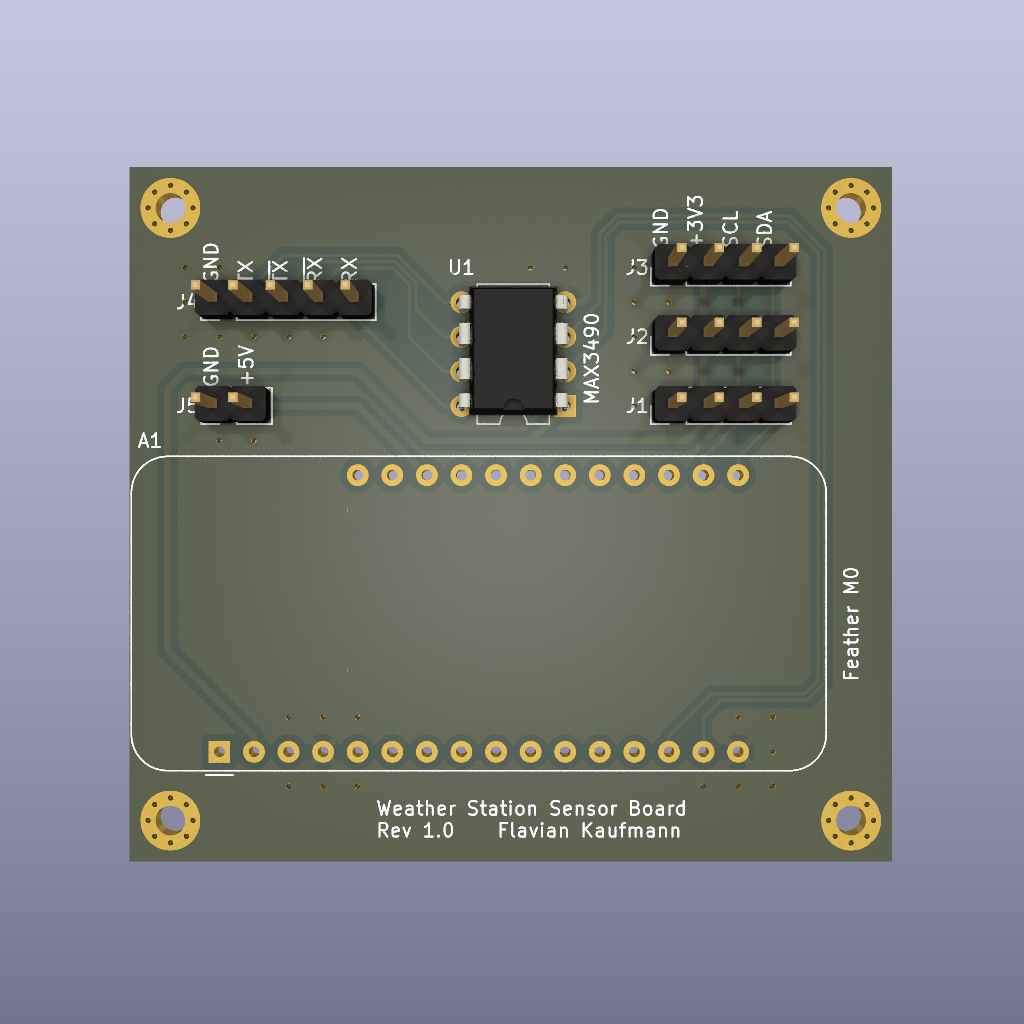 GND
+3V3
SCL
SDA
GND
TX
TX
RX
RX
U1
J3
J4
J2
MAX3490
GND
+5V
J5
J1
A1
Feather M0
Weather Station Sensor Board
Rev 1.0 Flavian Kaufmann